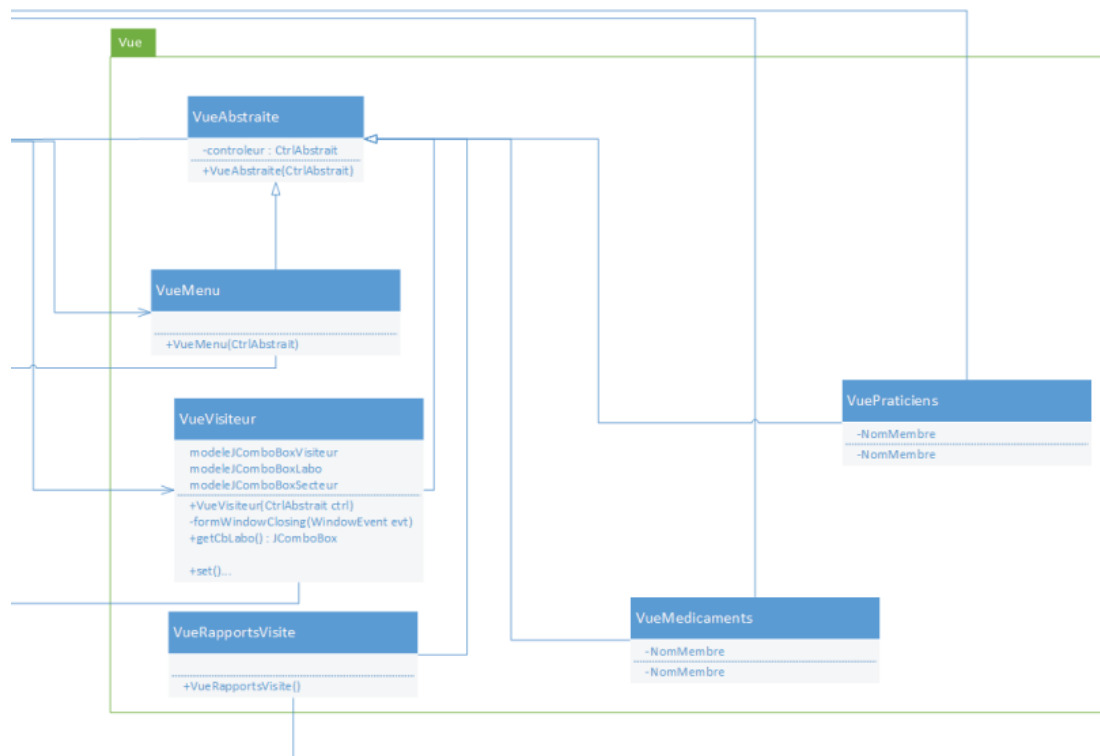 Vue
VueAbstraite
-controleur : CtrlAbstrait
+VueAbstraite(CtrlAbstrait)
VueMenu
+VueMenu(CtrlAbstrait)
VueVisiteur
modeleJComboBoxVisiteur
modeleJComboBoxLabo
modeleJComboBoxSecteur
+VueVisiteur(CtrlAbstrait ctrl)
-formWindowClosing(WindowEvent evt)
+getCbLabo() : JComboBox
+set()...
VuePraticiens
-NomMembre
-NomMembre
VueRapportsVisite
+VueRapportsVisite()
VueMedicaments
-NomMembre
-NomMembre